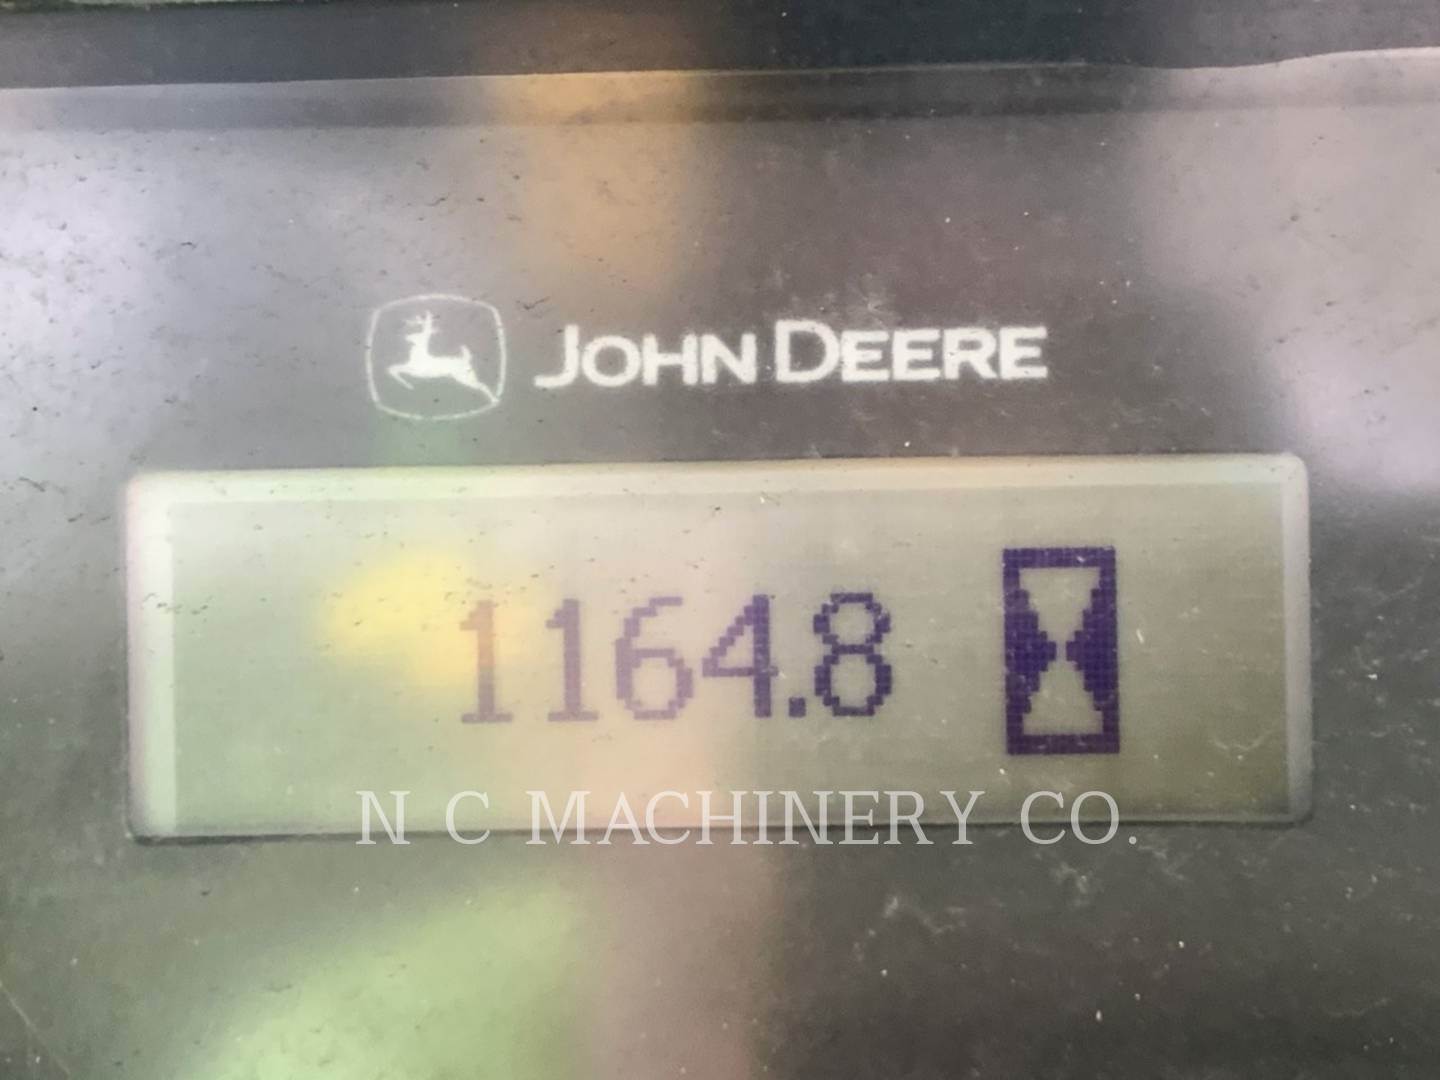 JOHN DEERE
1164.8
N C MACHINERY CO.